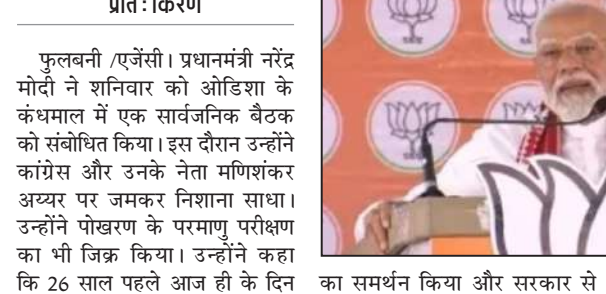 प्रात : किरण
फुलबनी /एजेंसी। प्रधानमंत्री नरेंद्र
मोदी ने शनिवार को ओडिशा के
कंधमाल में एक सार्वजनिक बैठक
को संबोधित किया। इस दौरान उन्होंने
कांग्रेस और उनके नेता मणिशंकर
अय्यर पर जमकर निशाना साधा।
उन्होंने पोखरण के परमाणु परीक्षण
का भी जिक्र किया। उन्होंने कहा
कि 26 साल पहले आज ही के दिन
का समर्थन किया और सरकार से